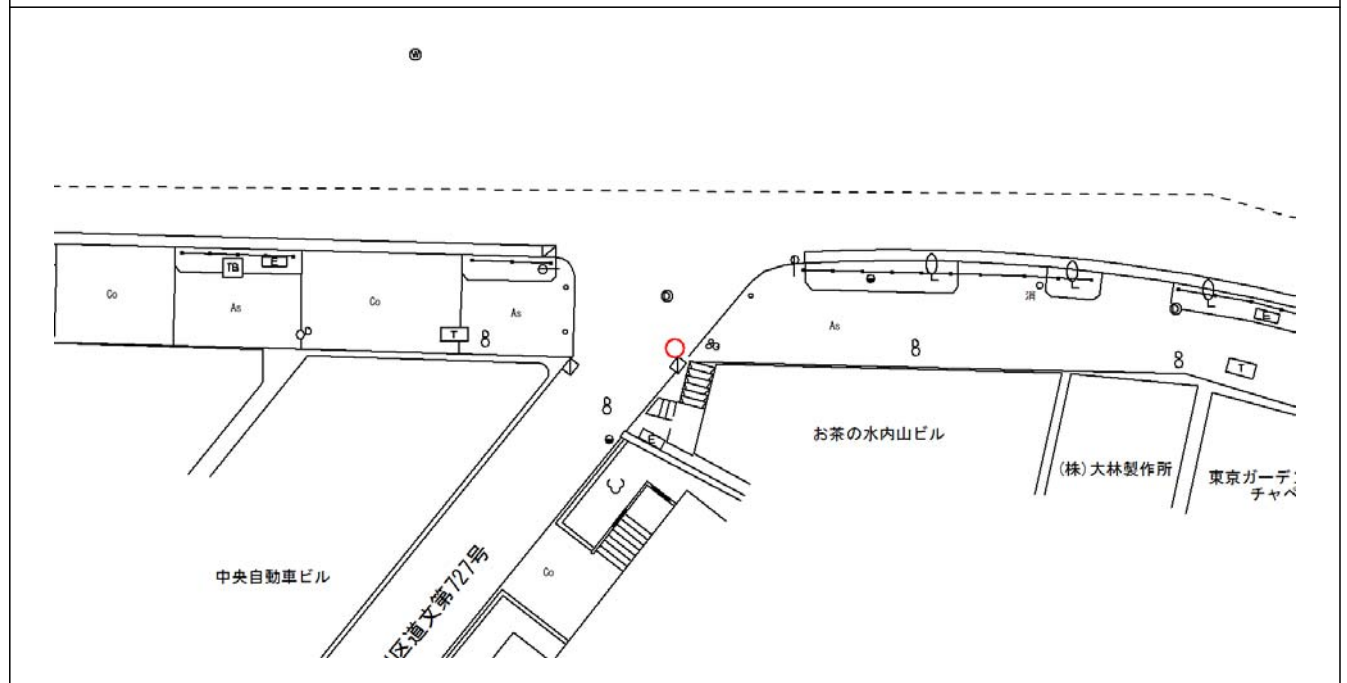 W
TB
E
Co
As
Co
As
T
消
As
E
T
E
お茶の水内山ビル
(株)大林製作所
東京ガーデン
チャペ
中央自動車ビル
Co
区道文第727号